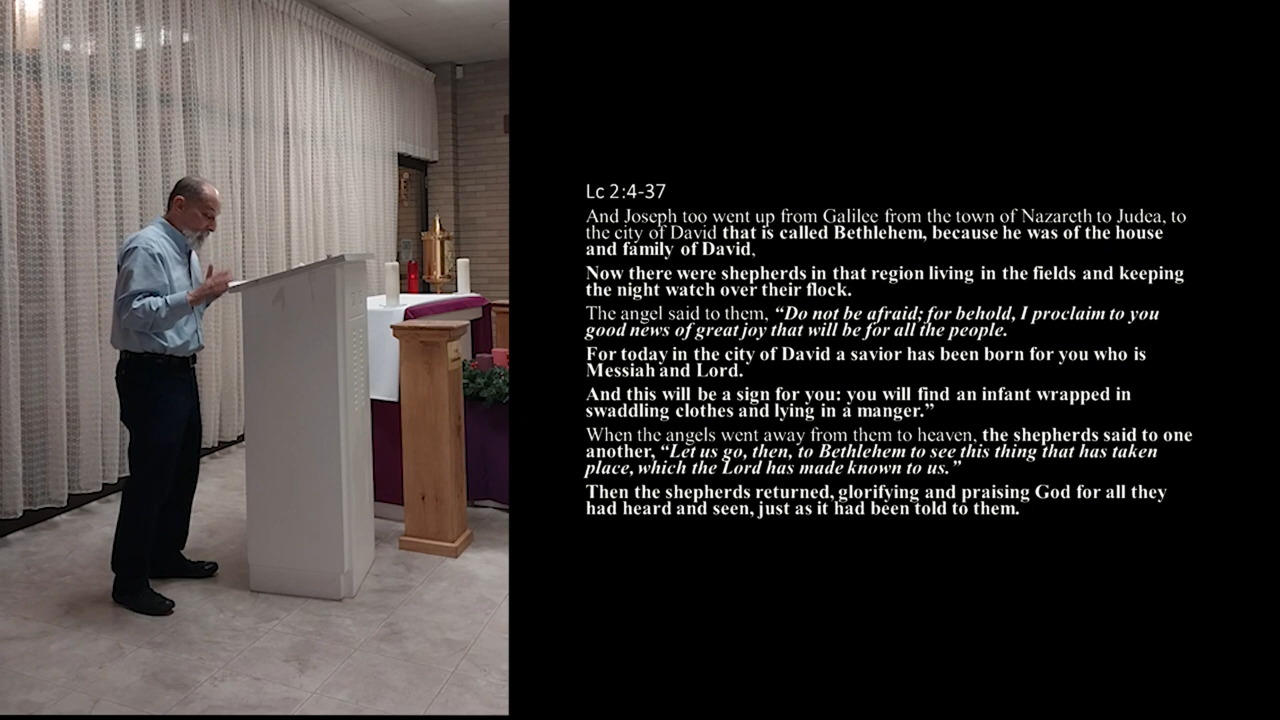 Lc 2:4-37
And Joseph too went up from Galilee from the town of Nazareth to Judea, to
the city of David that is called Bethlehem, because he was of the house
and family of David,
Now there were shepherds in that region living in the fields and keeping
the night watch over their flock.
The angel said to them, “Do not be afraid; for behold, I proclaim to you
good news of great joy that will be for all the people.
For today in the city of David a savior has been born for you who is
Messiah and Lord.
And this will be a sign for you: you will find an infant wrapped in
swaddling clothes and lying in a manger.”
When the angels went away from them to heaven, the shepherds said to one
another, “Let us go, then, to Bethlehem to see this thing that has taken
place, which the Lord has made known to us.”
Then the shepherds returned, glorifying and praising God for all they
had heard and seen, just as it had been told to them.